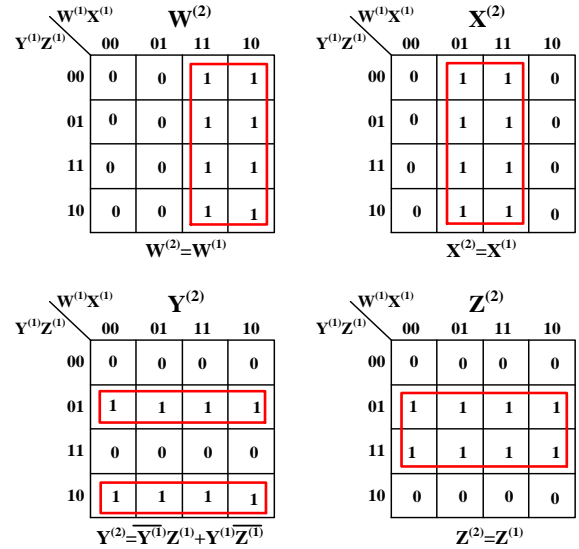 W⁽¹⁾X⁽¹⁾ W⁽²⁾
Y⁽¹⁾Z⁽¹⁾ 00 01 11 10
00 0 0 1 1
01 0 0 1 1
11 0 0 1 1
10 0 0 1 1
W⁽²⁾=W⁽¹⁾
W⁽¹⁾X⁽¹⁾ X⁽²⁾
Y⁽¹⁾Z⁽¹⁾ 00 01 11 10
00 0 1 1 0
01 0 1 1 0
11 0 1 1 0
10 0 1 1 0
X⁽²⁾=X⁽¹⁾
W⁽¹⁾X⁽¹⁾ Y⁽²⁾
Y⁽¹⁾Z⁽¹⁾ 00 01 11 10
00 0 0 0 0
01 1 1 1 1
11 0 0 0 0
10 1 1 1 1
Y⁽²⁾=Y̅⁽¹⁾Z⁽¹⁾+Y⁽¹⁾Z̅⁽¹⁾
W⁽¹⁾X⁽¹⁾ Z⁽²⁾
Y⁽¹⁾Z⁽¹⁾ 00 01 11 10
00 0 0 0 0
01 1 1 1 1
11 1 1 1 1
10 0 0 0 0
Z⁽²⁾=Z⁽¹⁾